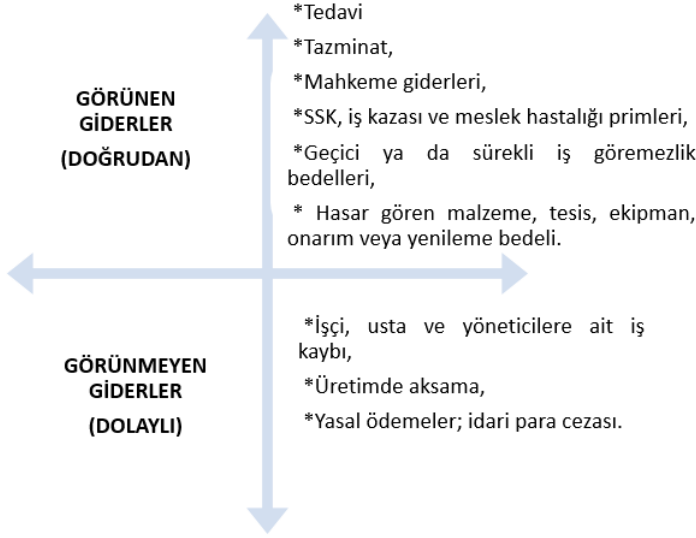 GÖRÜNEN
GİDERLER
(DOĞRUDAN)
*Tedavi
*Tazminat,
*Mahkeme giderleri,
*SSK, iş kazası ve meslek hastalığı primleri,
*Geçici ya da sürekli iş göremezlik
bedelleri,
* Hasar gören malzeme, tesis, ekipman,
onarım veya yenileme bedeli.
GÖRÜNMEYEN
GİDERLER
(DOLAYLI)
*İşçi, usta ve yöneticilere ait iş
kaybı,
*Üretimde aksama,
*Yasal ödemeler; idari para cezası.